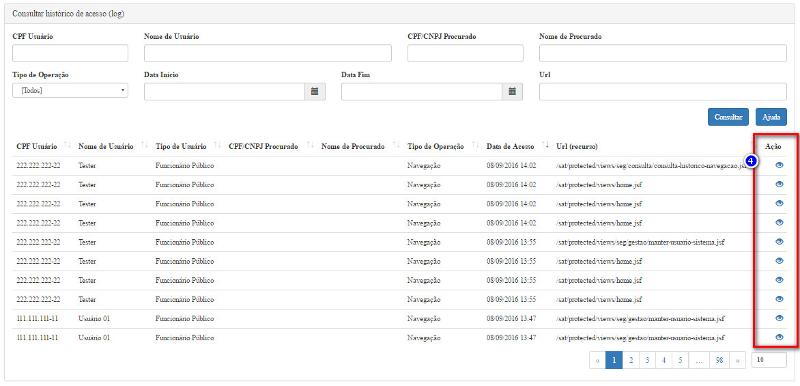 Consultar histórico de acesso (log)
CPF Usuário Nome de Usuário CPF/CNPJ Procurado Nome de Procurado
Tipo de Operação Data Início Data Fim Url
[Todos]
Consultar Ajuda
CPF Usuário Nome de Usuário Tipo de Usuário CPF/CNPJ Procurado Nome de Procurado Tipo de Operação Data de Acesso Url (recurso) Ação
4
222.222.222-22 Tester Funcionário Público Navegação 08/09/2016 14:02 /sat/protected/views/seg/consulta/consulta-historico-navegacao.jsf
222.222.222-22 Tester Funcionário Público Navegação 08/09/2016 14:02 /sat/protected/views/home.jsf
222.222.222-22 Tester Funcionário Público Navegação 08/09/2016 14:02 /sat/protected/views/home.jsf
222.222.222-22 Tester Funcionário Público Navegação 08/09/2016 14:02 /sat/protected/views/home.jsf
222.222.222-22 Tester Funcionário Público Navegação 08/09/2016 13:55 /sat/protected/views/seg/gestao/manter-usuario-sistema.jsf
222.222.222-22 Tester Funcionário Público Navegação 08/09/2016 13:55 /sat/protected/views/home.jsf
222.222.222-22 Tester Funcionário Público Navegação 08/09/2016 13:55 /sat/protected/views/home.jsf
222.222.222-22 Tester Funcionário Público Navegação 08/09/2016 13:55 /sat/protected/views/home.jsf
111.111.111-11 Usuário 01 Funcionário Público Navegação 08/09/2016 13:47 /sat/protected/views/seg/gestao/manter-usuario-sistema.jsf
111.111.111-11 Usuário 01 Funcionário Público Navegação 08/09/2016 13:47 /sat/protected/views/seg/gestao/manter-usuario-sistema.jsf
« 1 2 3 4 5 ... 98 » 10